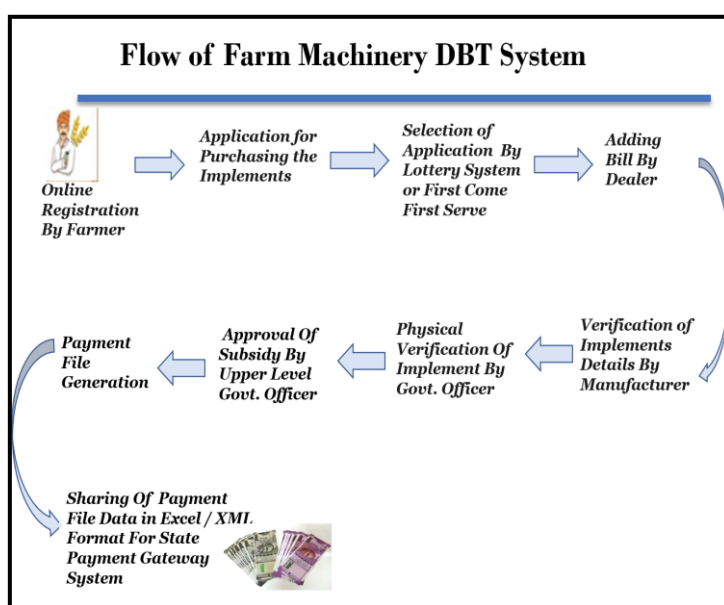 Flow of Farm Machinery DBT System
Online
Registration
By Farmer
Application for
Purchasing the
Implements
Selection of
Application By
Lottery System
or First Come
First Serve
Adding
Bill By
Dealer
Verification of
Implements
Details By
Manufacturer
Physical
Verification Of
Implement By
Govt. Officer
Approval Of
Subsidy By
Upper Level
Govt. Officer
Payment
File
Generation
Sharing Of Payment
File Data in Excel / XML
Format For State
Payment Gateway
System